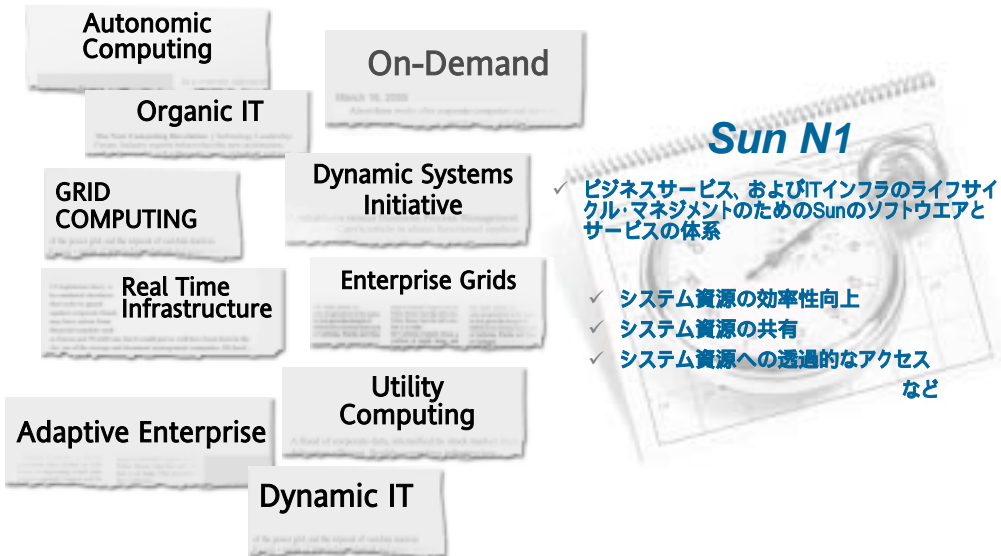 Autonomic
Computing
On-Demand
March 16, 2003
Organic IT
GRID
COMPUTING
Dynamic Systems
Initiative
Real Time
Infrastructure
Enterprise Grids
Utility
Computing
Adaptive Enterprise
Dynamic IT
Sun N1
✓ ビジネスサービス、およびITインフラのライフサイ
クル・マネジメントのためのSunのソフトウエアと
サービスの体系
✓ システム資源の効率性向上
✓ システム資源の共有
✓ システム資源への透過的なアクセス
など